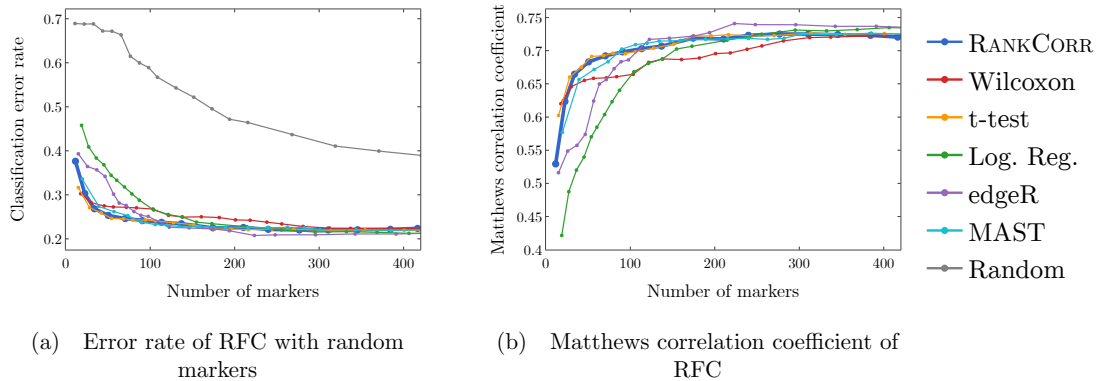 Classification error rate
0.7
0.6
0.5
0.4
0.3
0.2
0 100 200 300 400
Number of markers
(a) Error rate of RFC with random
markers
Matthews correlation coefficient
0.75
0.7
0.65
0.6
0.55
0.5
0.45
0.4
0 100 200 300 400
Number of markers
(b) Matthews correlation coefficient of
RFC
RANKCORR
Wilcoxon
t-test
Log. Reg.
edgeR
MAST
Random